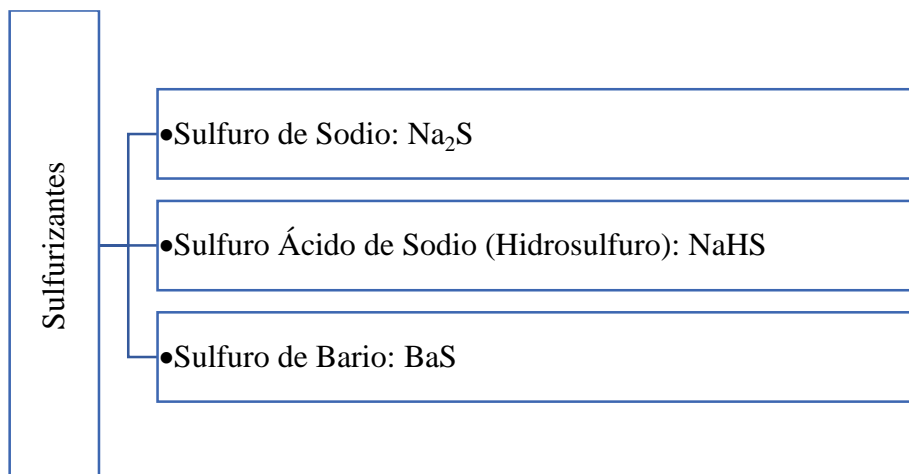 Sulfurizantes
•Sulfuro de Sodio: Na₂S
•Sulfuro Ácido de Sodio (Hidrosulfuro): NaHS
•Sulfuro de Bario: BaS